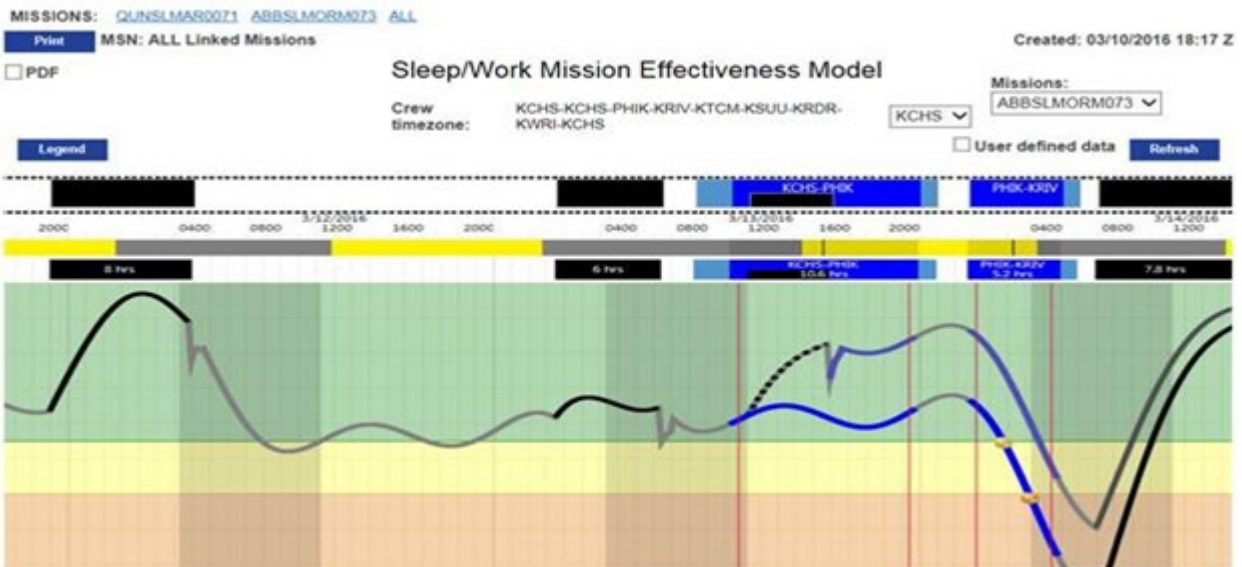 MISSIONS: QUNSLMAR0071 ABBSLMORM073 ALL
Print MSN: ALL Linked Missions Created: 03/10/2016 18:17 Z
PDF
Sleep/Work Mission Effectiveness Model
Missions:
ABBSLMORM073
Crew timezone:
KCHS-KCHS-PHIK-KRIV-KTCM-KSUU-KRDR-
KWRI-KCHS
KCHS
Legend
User defined data Refresh
KCHS-PHIK PHIK-KRIV
3/12/2016 3/13/2016 3/14/2016
2000 0400 0800 1200 1600 2000 0400 0800 1200 1600 2000 0400 0800 1200
8 hrs 6 hrs KCHS-PHIK PHIK-KRIV 7.8 hrs
10.6 hrs 5.2 hrs